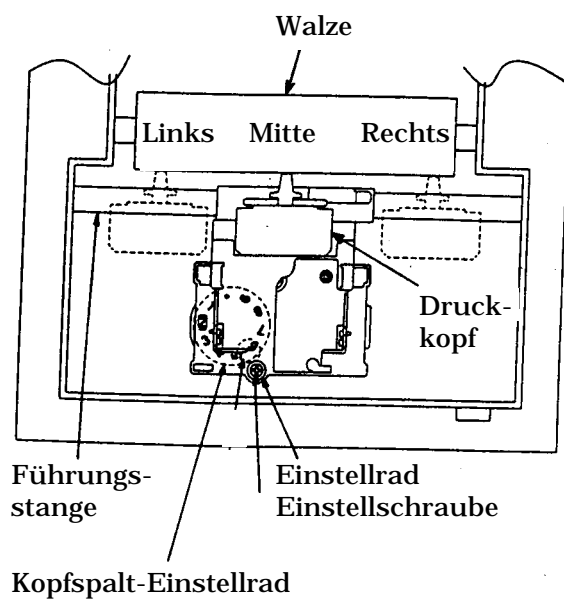 Walze
Links Mitte Rechts
Druck-
kopf
Führungs-
stange
Einstellrad
Einstellschraube
Kopfspalt-Einstellrad